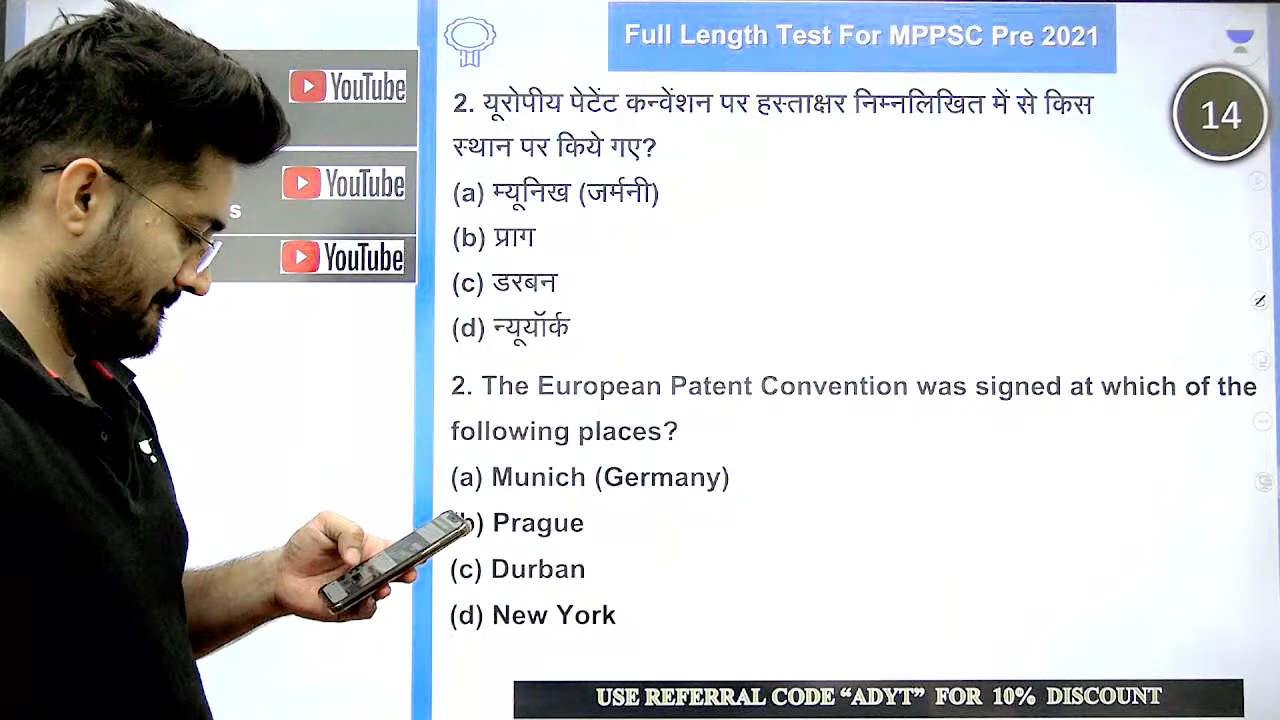 YouTube
YouTube
s
YouTube
Full Length Test For MPPSC Pre 2021
14
2. यूरोपीय पेटेंट कन्वेंशन पर हस्ताक्षर निम्नलिखित में से किस
स्थान पर किये गए?
(a) म्यूनिख (जर्मनी)
(b) प्राग
(c) डरबन
(d) न्यूयॉर्क
2. The European Patent Convention was signed at which of the
following places?
(a) Munich (Germany)
b) Prague
(c) Durban
(d) New York
USE REFERRAL CODE “ADYT” FOR 10% DISCOUNT